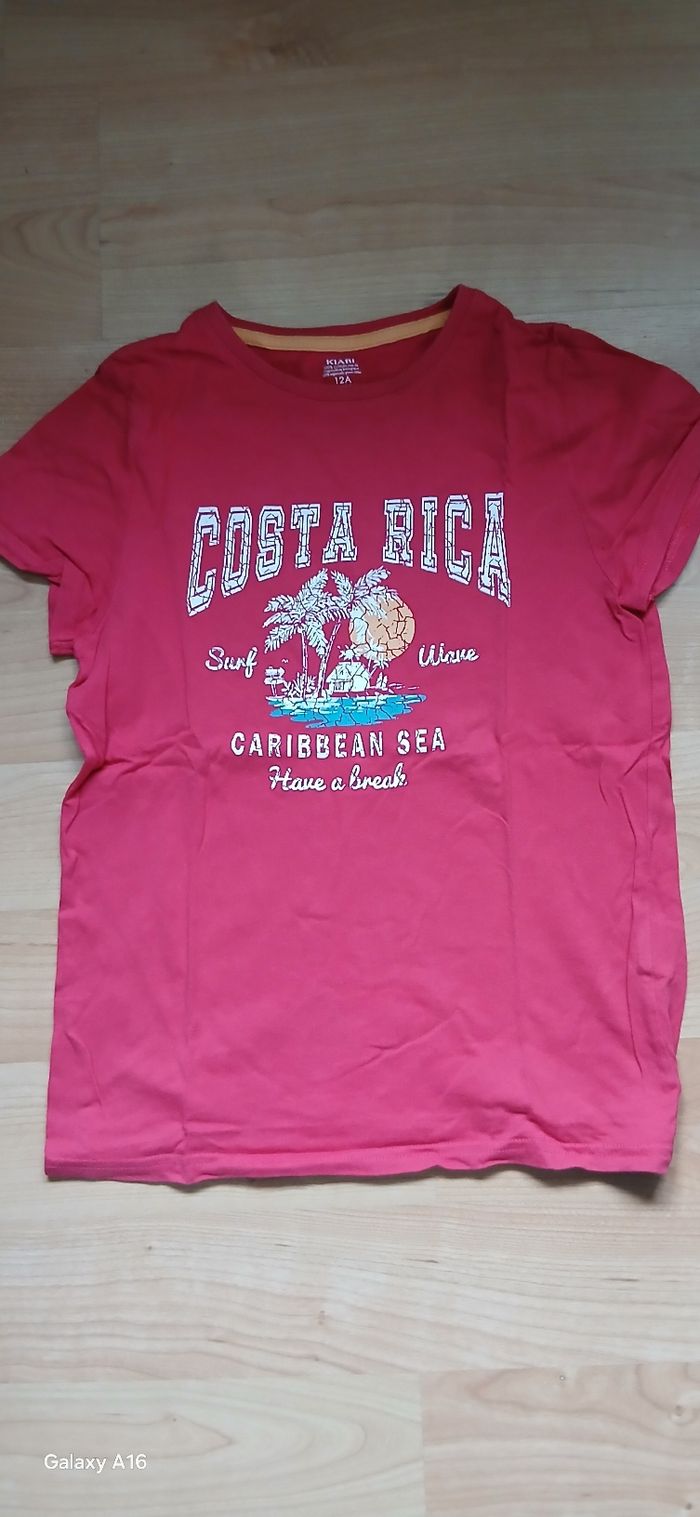 KIABI
12A
COSTA RICA
Surf Wave
CARIBBEAN SEA
Have a break
Galaxy A16